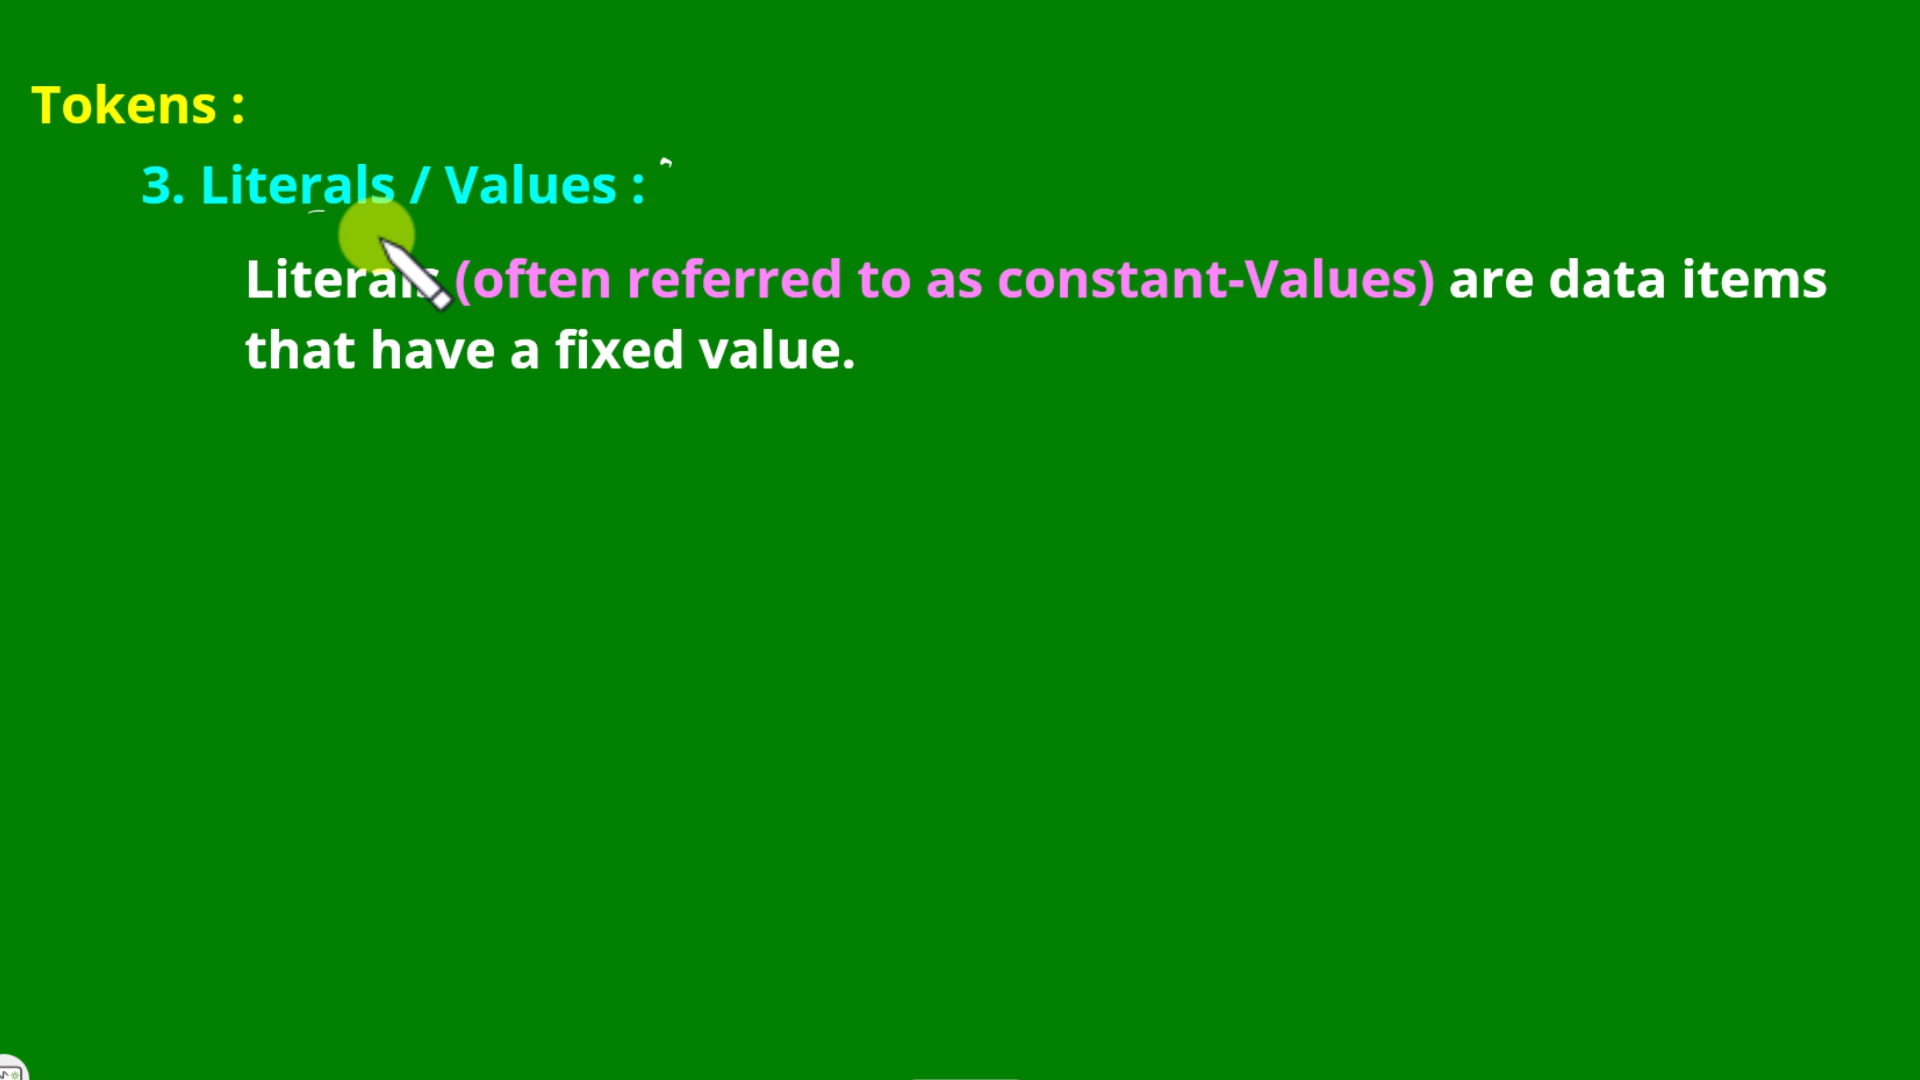 Tokens :
3. Literals / Values :
Literals (often referred to as constant-Values) are data items
that have a fixed value.